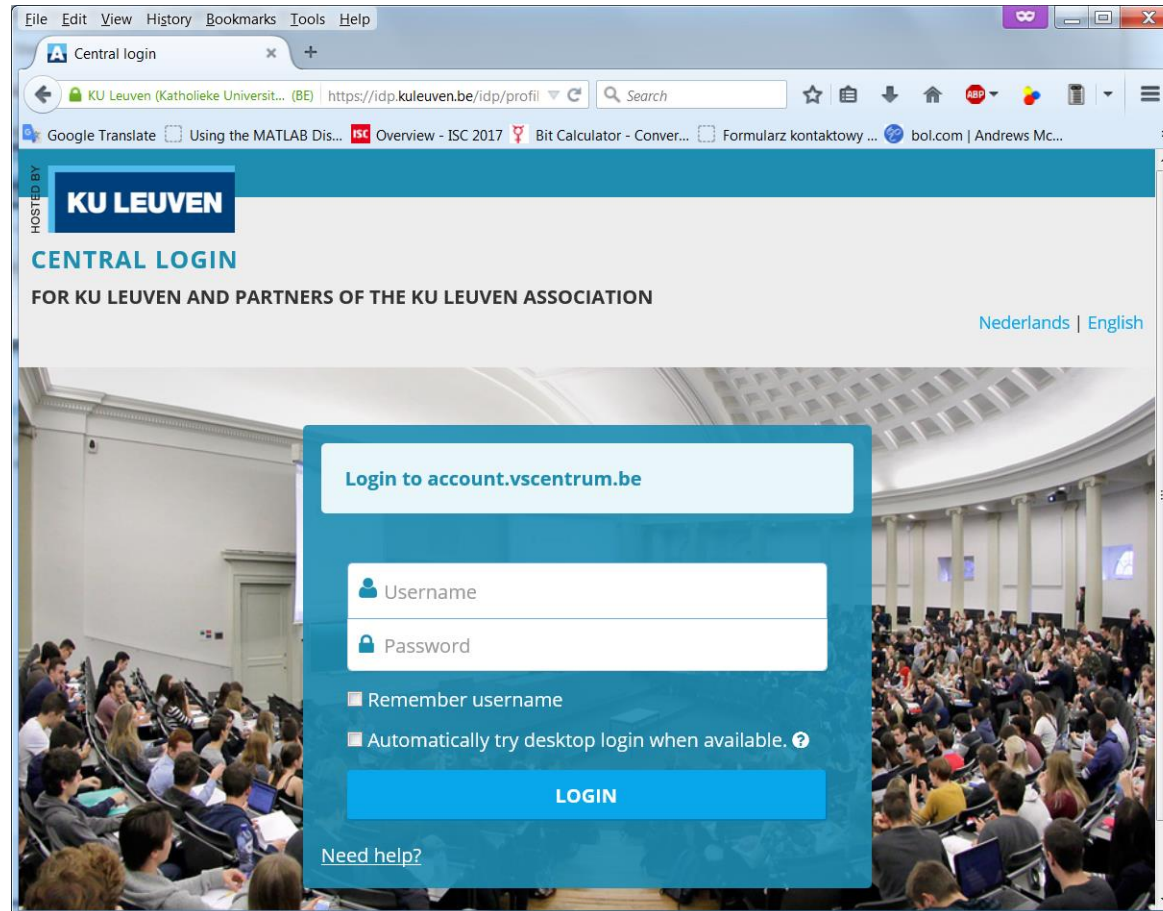 File Edit View History Bookmarks Tools Help
Central login
KU Leuven (Katholieke Universit... (BE) https://idp.kuleuven.be/idp/profil Search
Google Translate Using the MATLAB Dis... ISC Overview - ISC 2017 Bit Calculator - Conver... Formularz kontaktowy ... bol.com | Andrews Mc...
HOSTED BY
KU LEUVEN
CENTRAL LOGIN
FOR KU LEUVEN AND PARTNERS OF THE KU LEUVEN ASSOCIATION
Nederlands | English
Login to account.vscentrum.be
Username
Password
Remember username
Automatically try desktop login when available. ?
LOGIN
Need help?
ABP